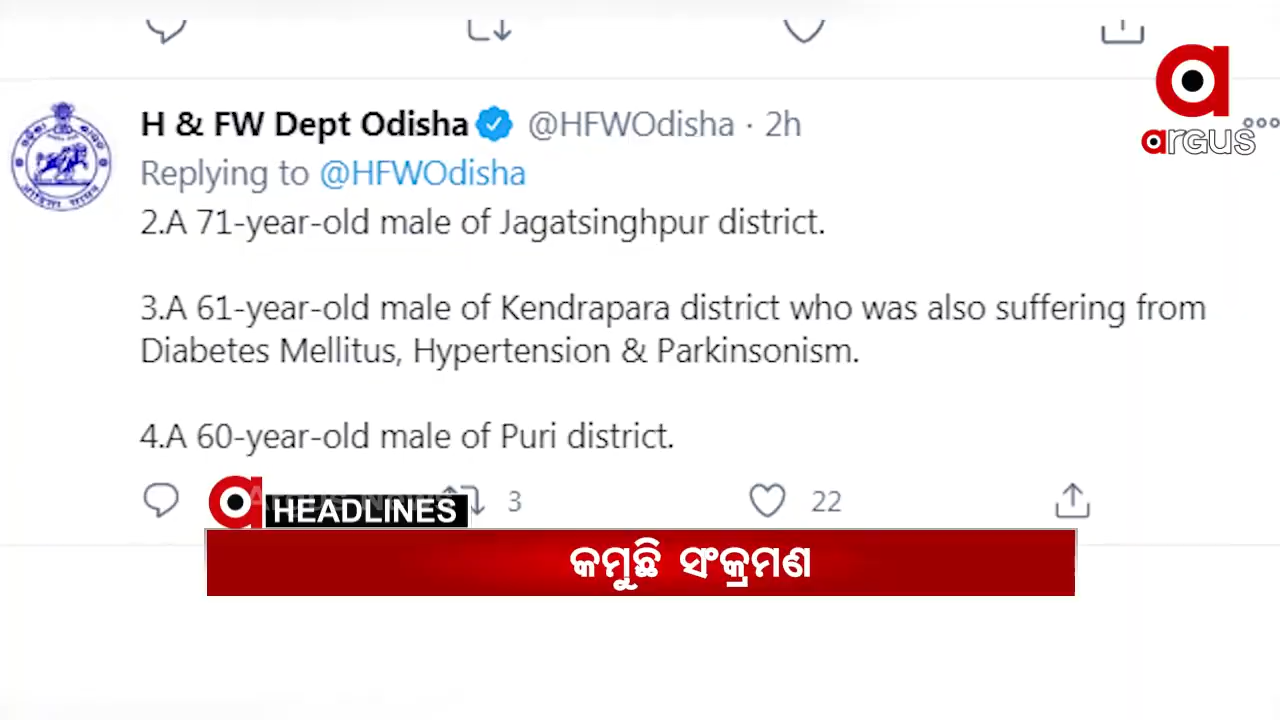 argus
H & FW Dept Odisha @HFWOdisha · 2h
Replying to @HFWOdisha
2.A 71-year-old male of Jagatsinghpur district.
3.A 61-year-old male of Kendrapara district who was also suffering from
Diabetes Mellitus, Hypertension & Parkinsonism.
4.A 60-year-old male of Puri district.
3 22
HEADLINES
କମୁଛି ସଂକ୍ରମଣ